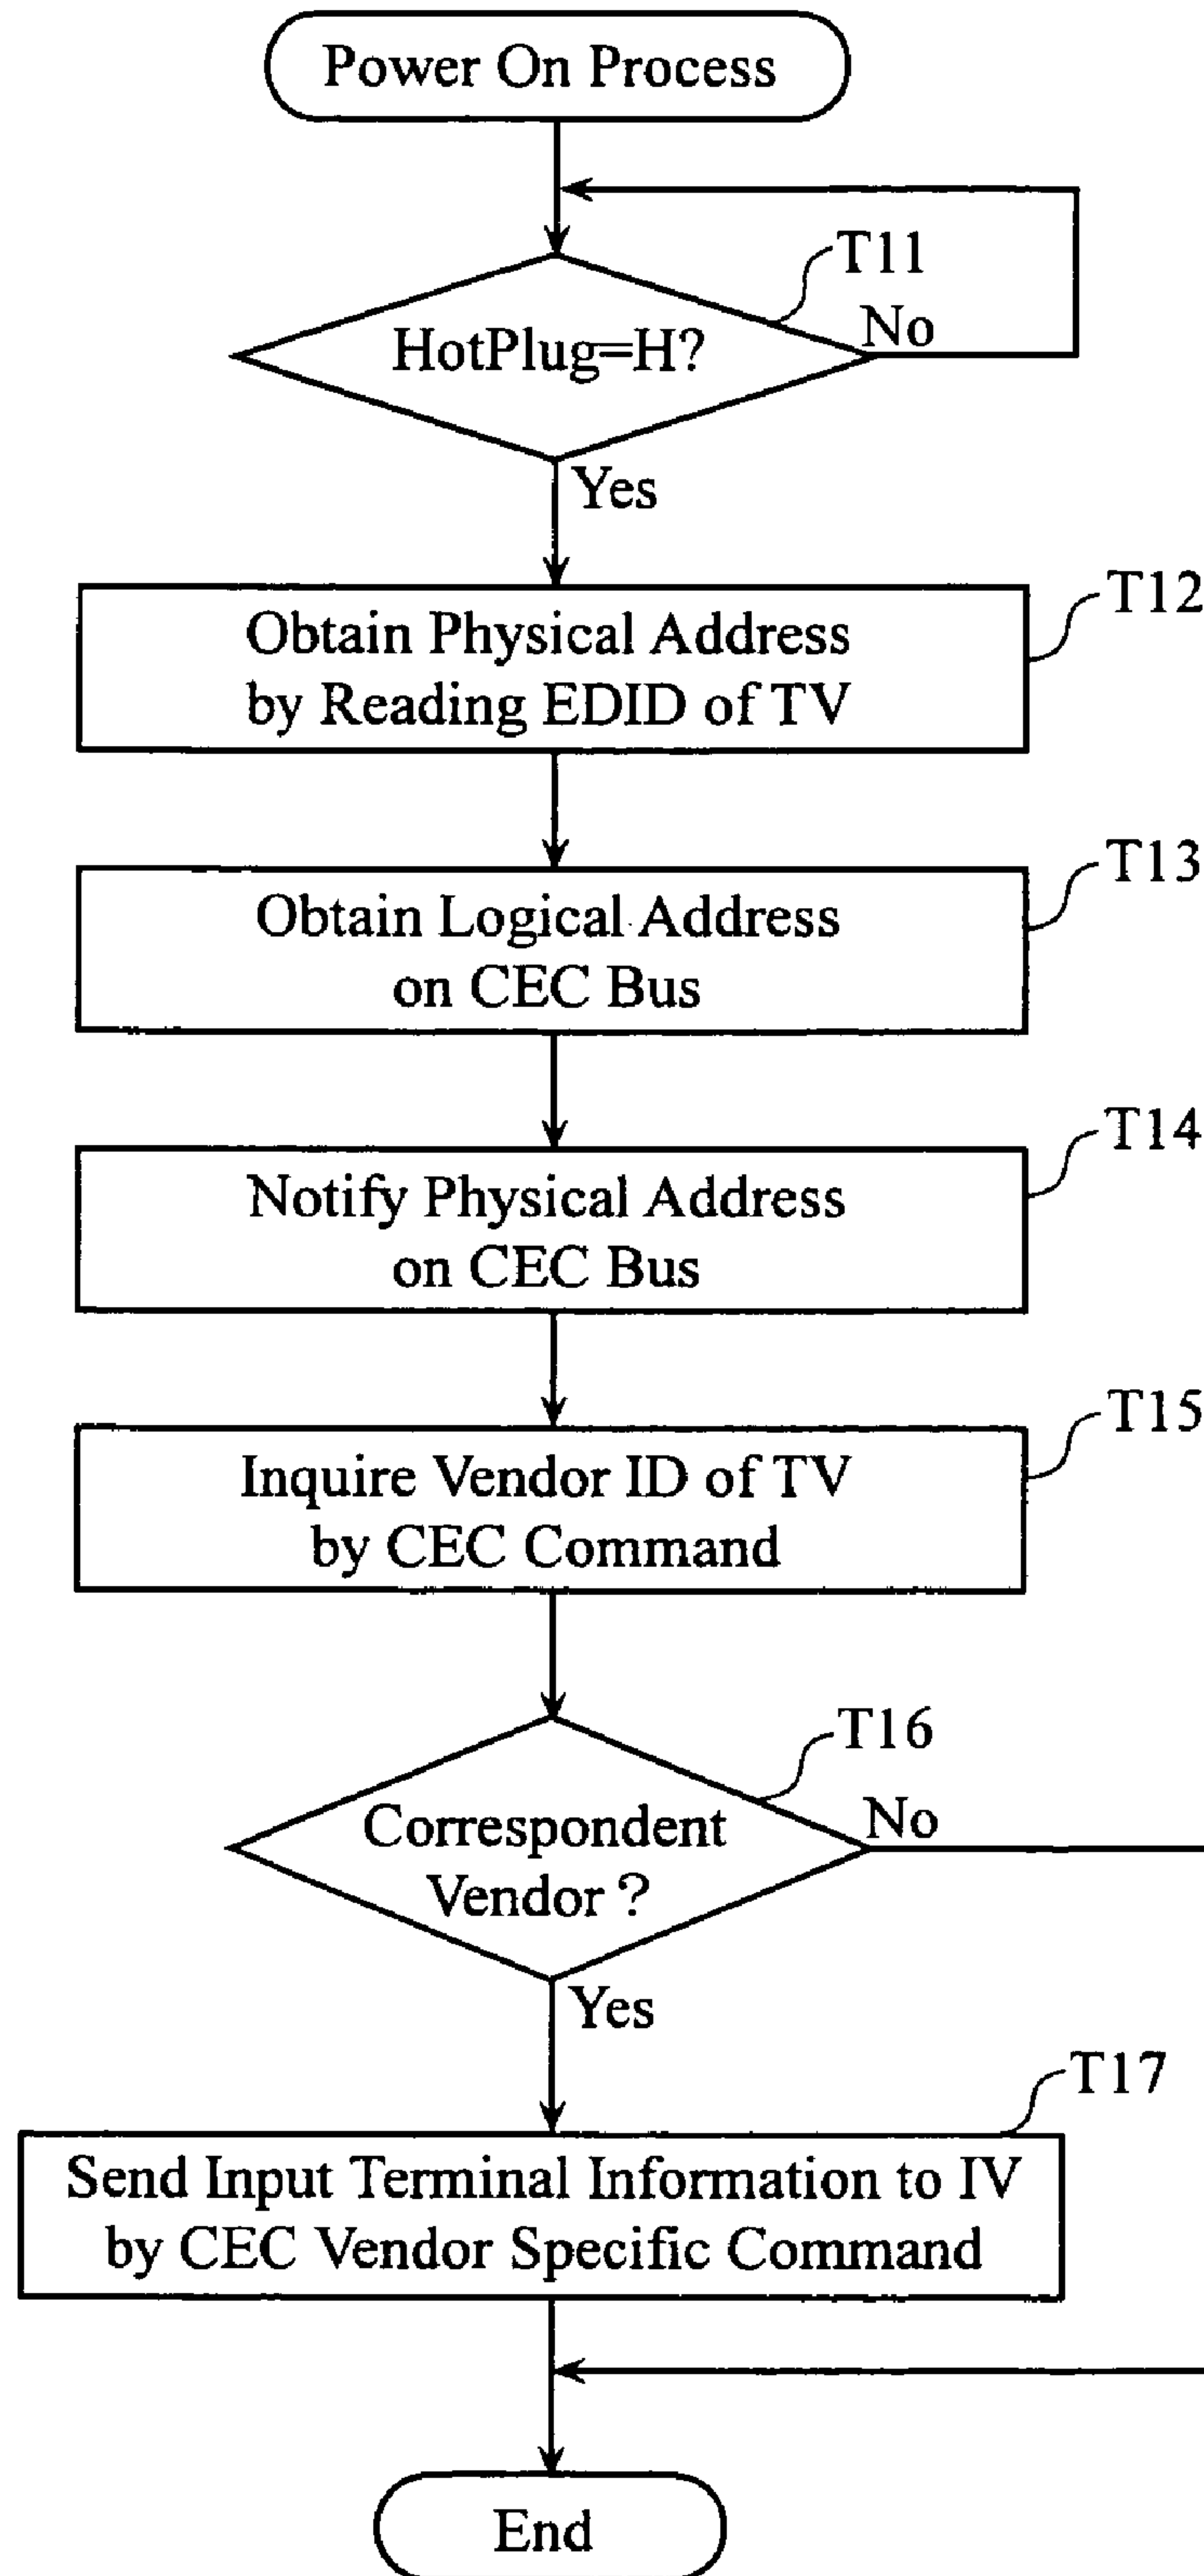 Power On Process
T11
HotPlug=H?
No
Yes
T12
Obtain Physical Address
by Reading EDID of TV
T13
Obtain Logical Address
on CEC Bus
T14
Notify Physical Address
on CEC Bus
T15
Inquire Vendor ID of TV
by CEC Command
T16
No
Correspondent
Vendor ?
Yes
T17
Send Input Terminal Information to IV
by CEC Vendor Specific Command
End